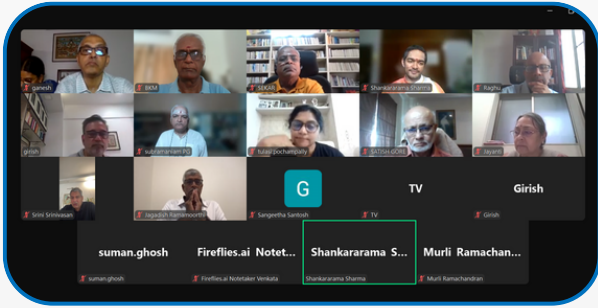 ganesh
BKM
SEKAR
Shankararama Sharma
Raghu
girish
subramaniam PG
tulasi pochampally
SATISH GORE
Jayanti
Srini Srinivasan
Jagadish Ramamoorthi
G
Sangeetha Santosh
TV
TV
Girish
Girish
suman.ghosh
suman.ghosh
Fireflies.ai Notet...
Fireflies.ai Notetaker Venkata
Shankararama S...
Shankararama Sharma
Murli Ramachan...
Murli Ramachandran